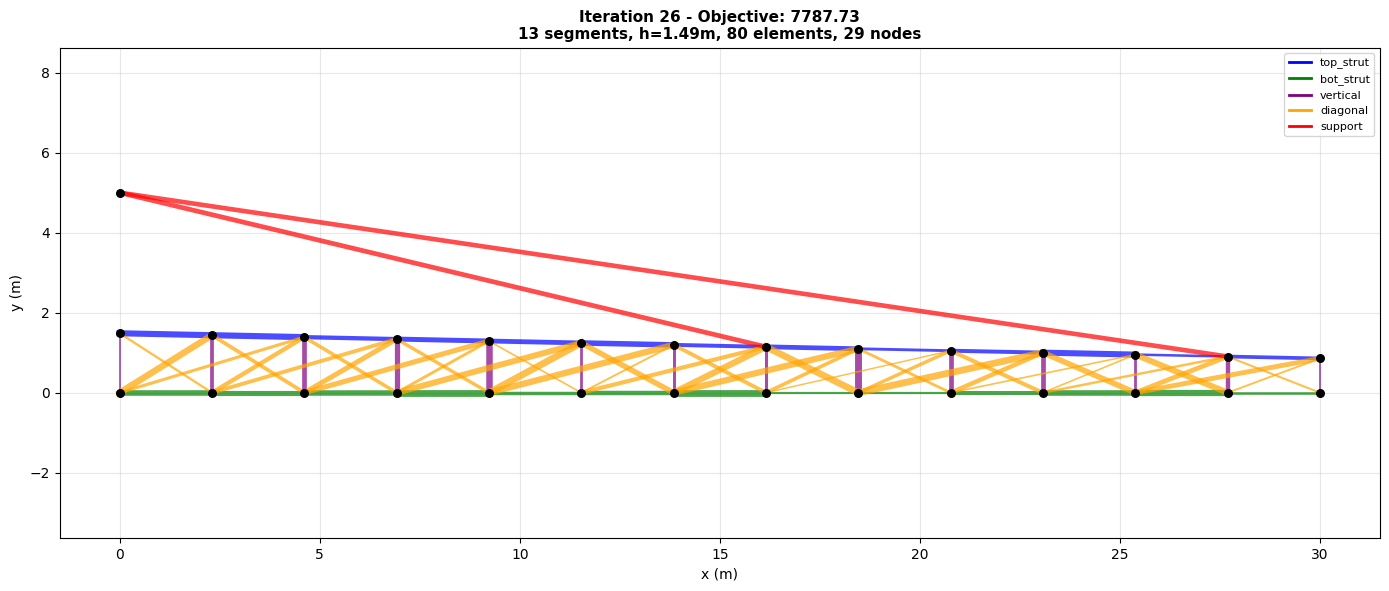 Iteration 26 - Objective: 7787.73
13 segments, h=1.49m, 80 elements, 29 nodes
8
6
4
2
0
−2
y (m)
0
5
10
15
20
25
30
x (m)
top_strut
bot_strut
vertical
diagonal
support